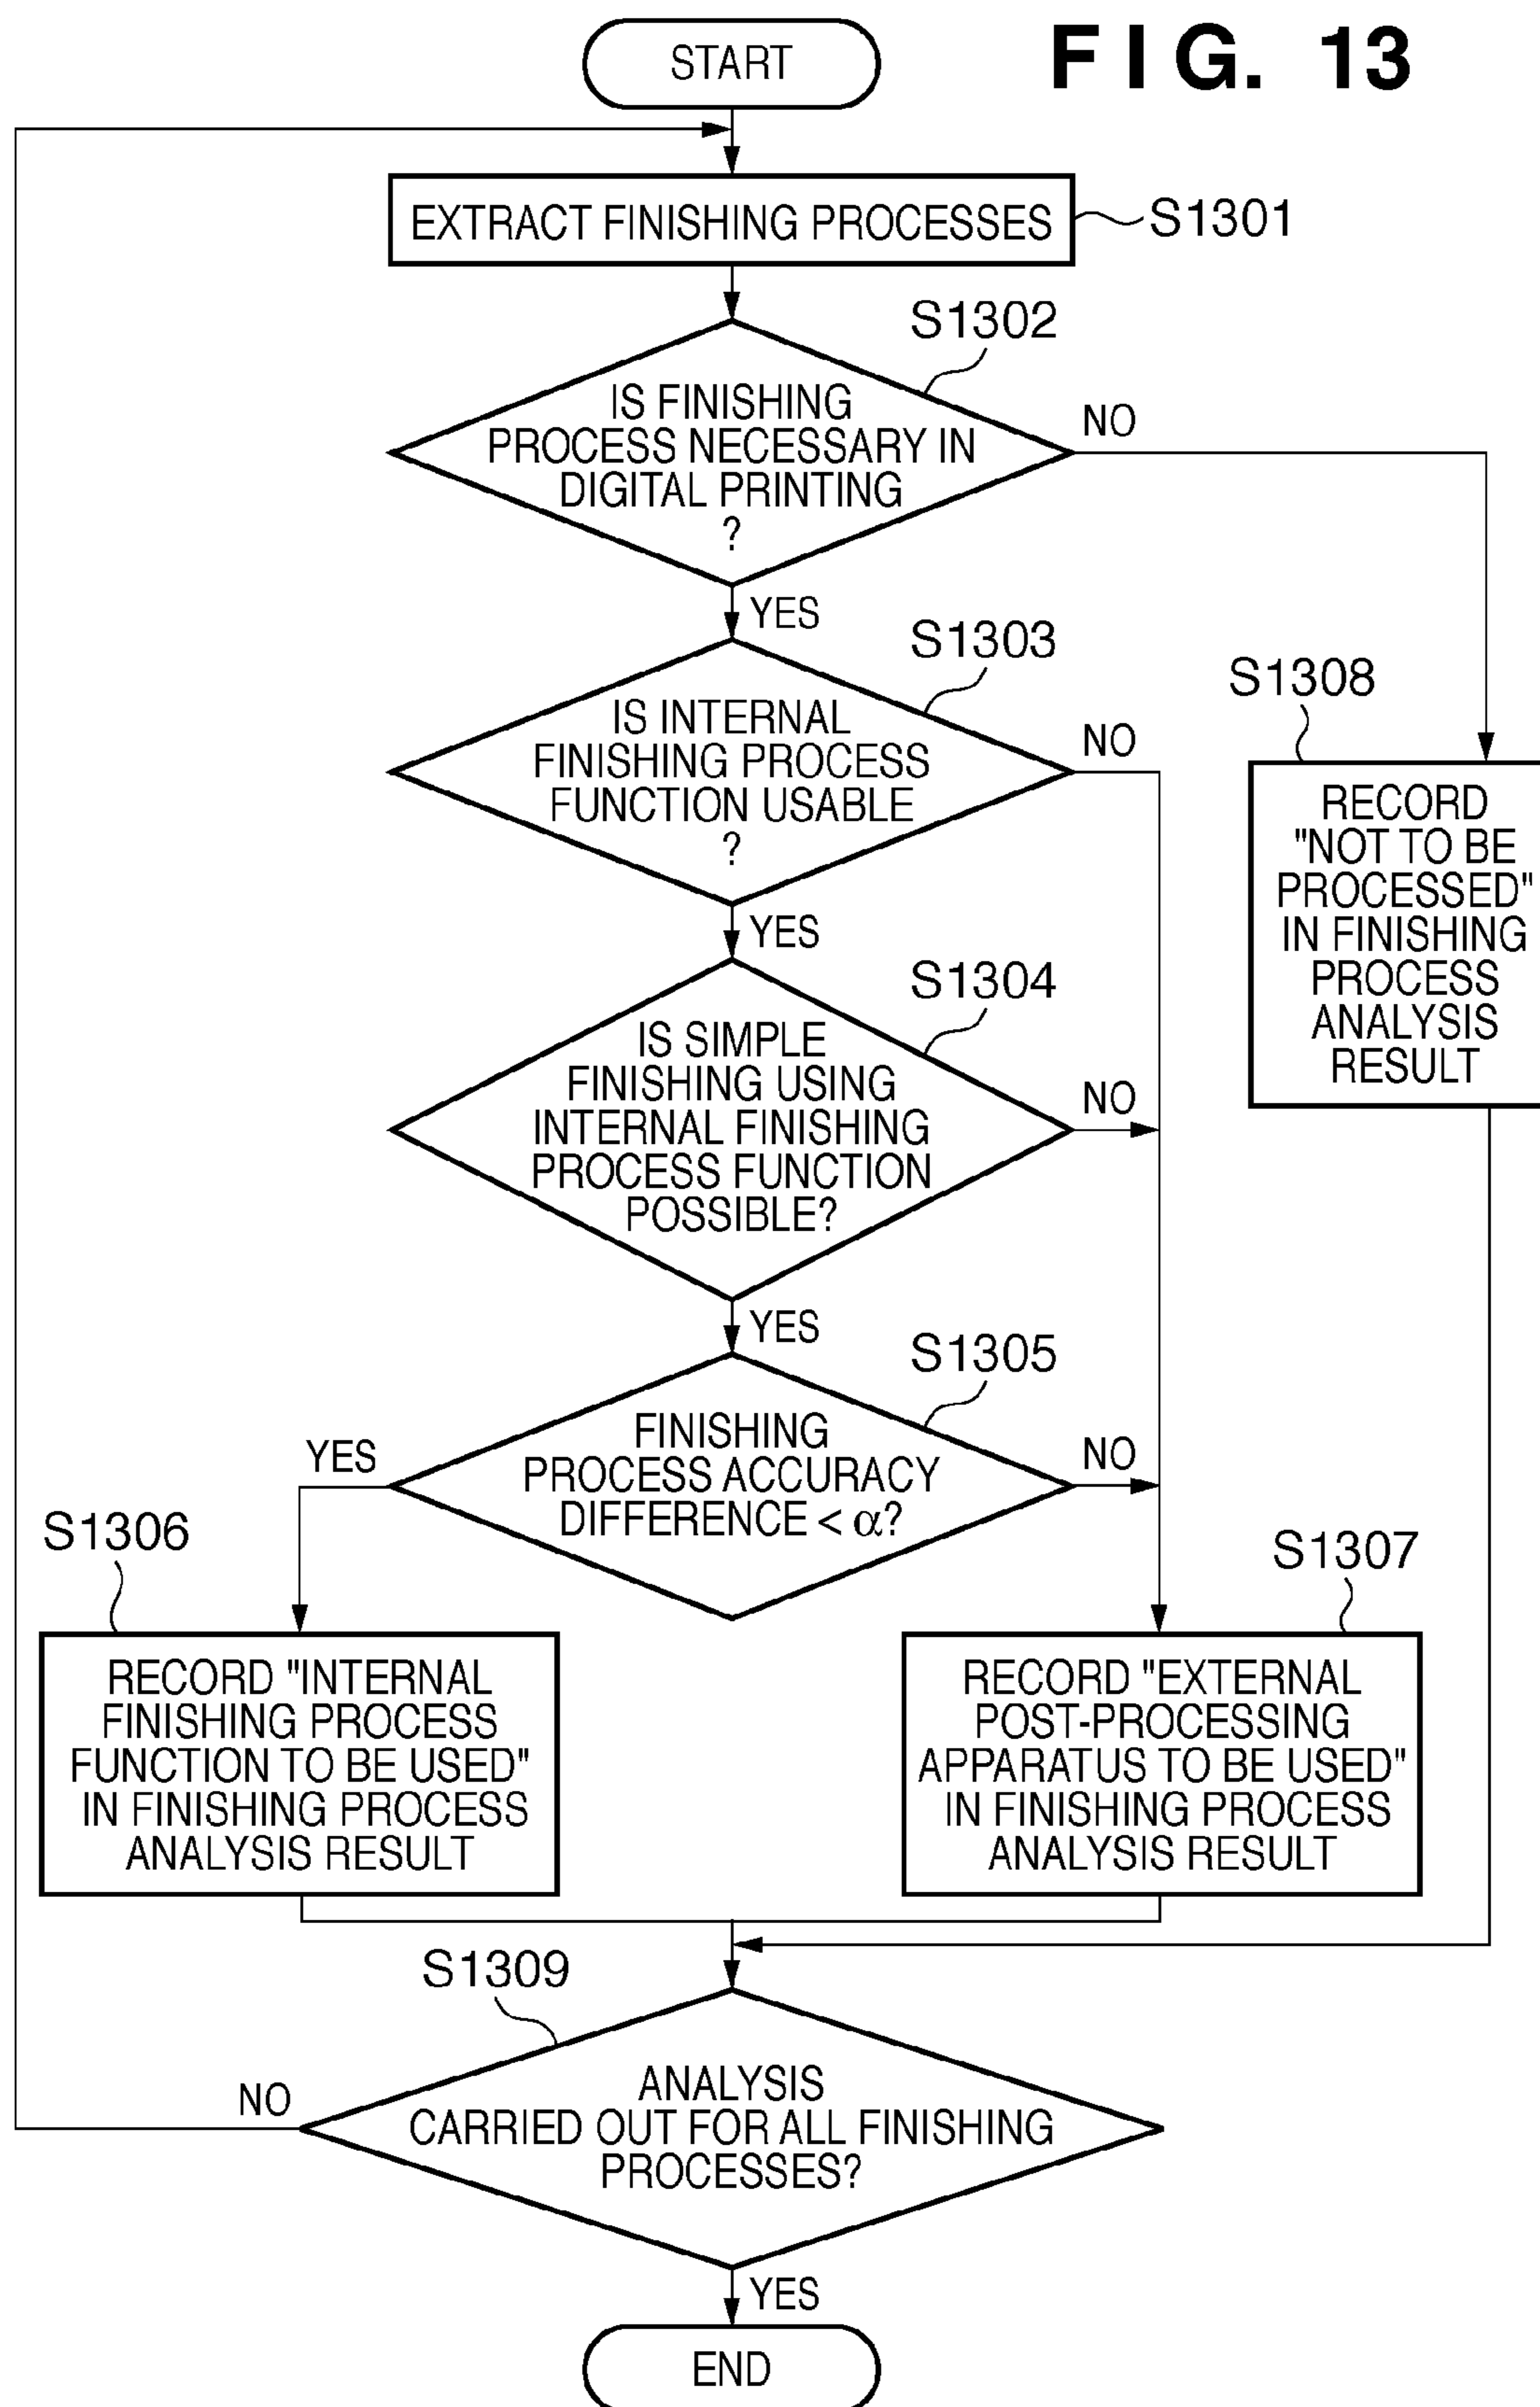 START
FIG. 13
EXTRACT FINISHING PROCESSES
S1301
S1302
IS FINISHING
PROCESS NECESSARY IN
DIGITAL PRINTING
?
NO
YES
S1303
IS INTERNAL
FINISHING PROCESS
FUNCTION USABLE
?
NO
YES
S1308
RECORD
"NOT TO BE
PROCESSED"
IN FINISHING
PROCESS
ANALYSIS
RESULT
S1304
IS SIMPLE
FINISHING USING
INTERNAL FINISHING
PROCESS FUNCTION
POSSIBLE?
NO
YES
S1305
FINISHING
PROCESS ACCURACY
DIFFERENCE < α?
YES
NO
S1306
RECORD "INTERNAL
FINISHING PROCESS
FUNCTION TO BE USED"
IN FINISHING PROCESS
ANALYSIS RESULT
S1307
RECORD "EXTERNAL
POST-PROCESSING
APPARATUS TO BE USED"
IN FINISHING PROCESS
ANALYSIS RESULT
S1309
ANALYSIS
CARRIED OUT FOR ALL FINISHING
PROCESSES?
NO
YES
END